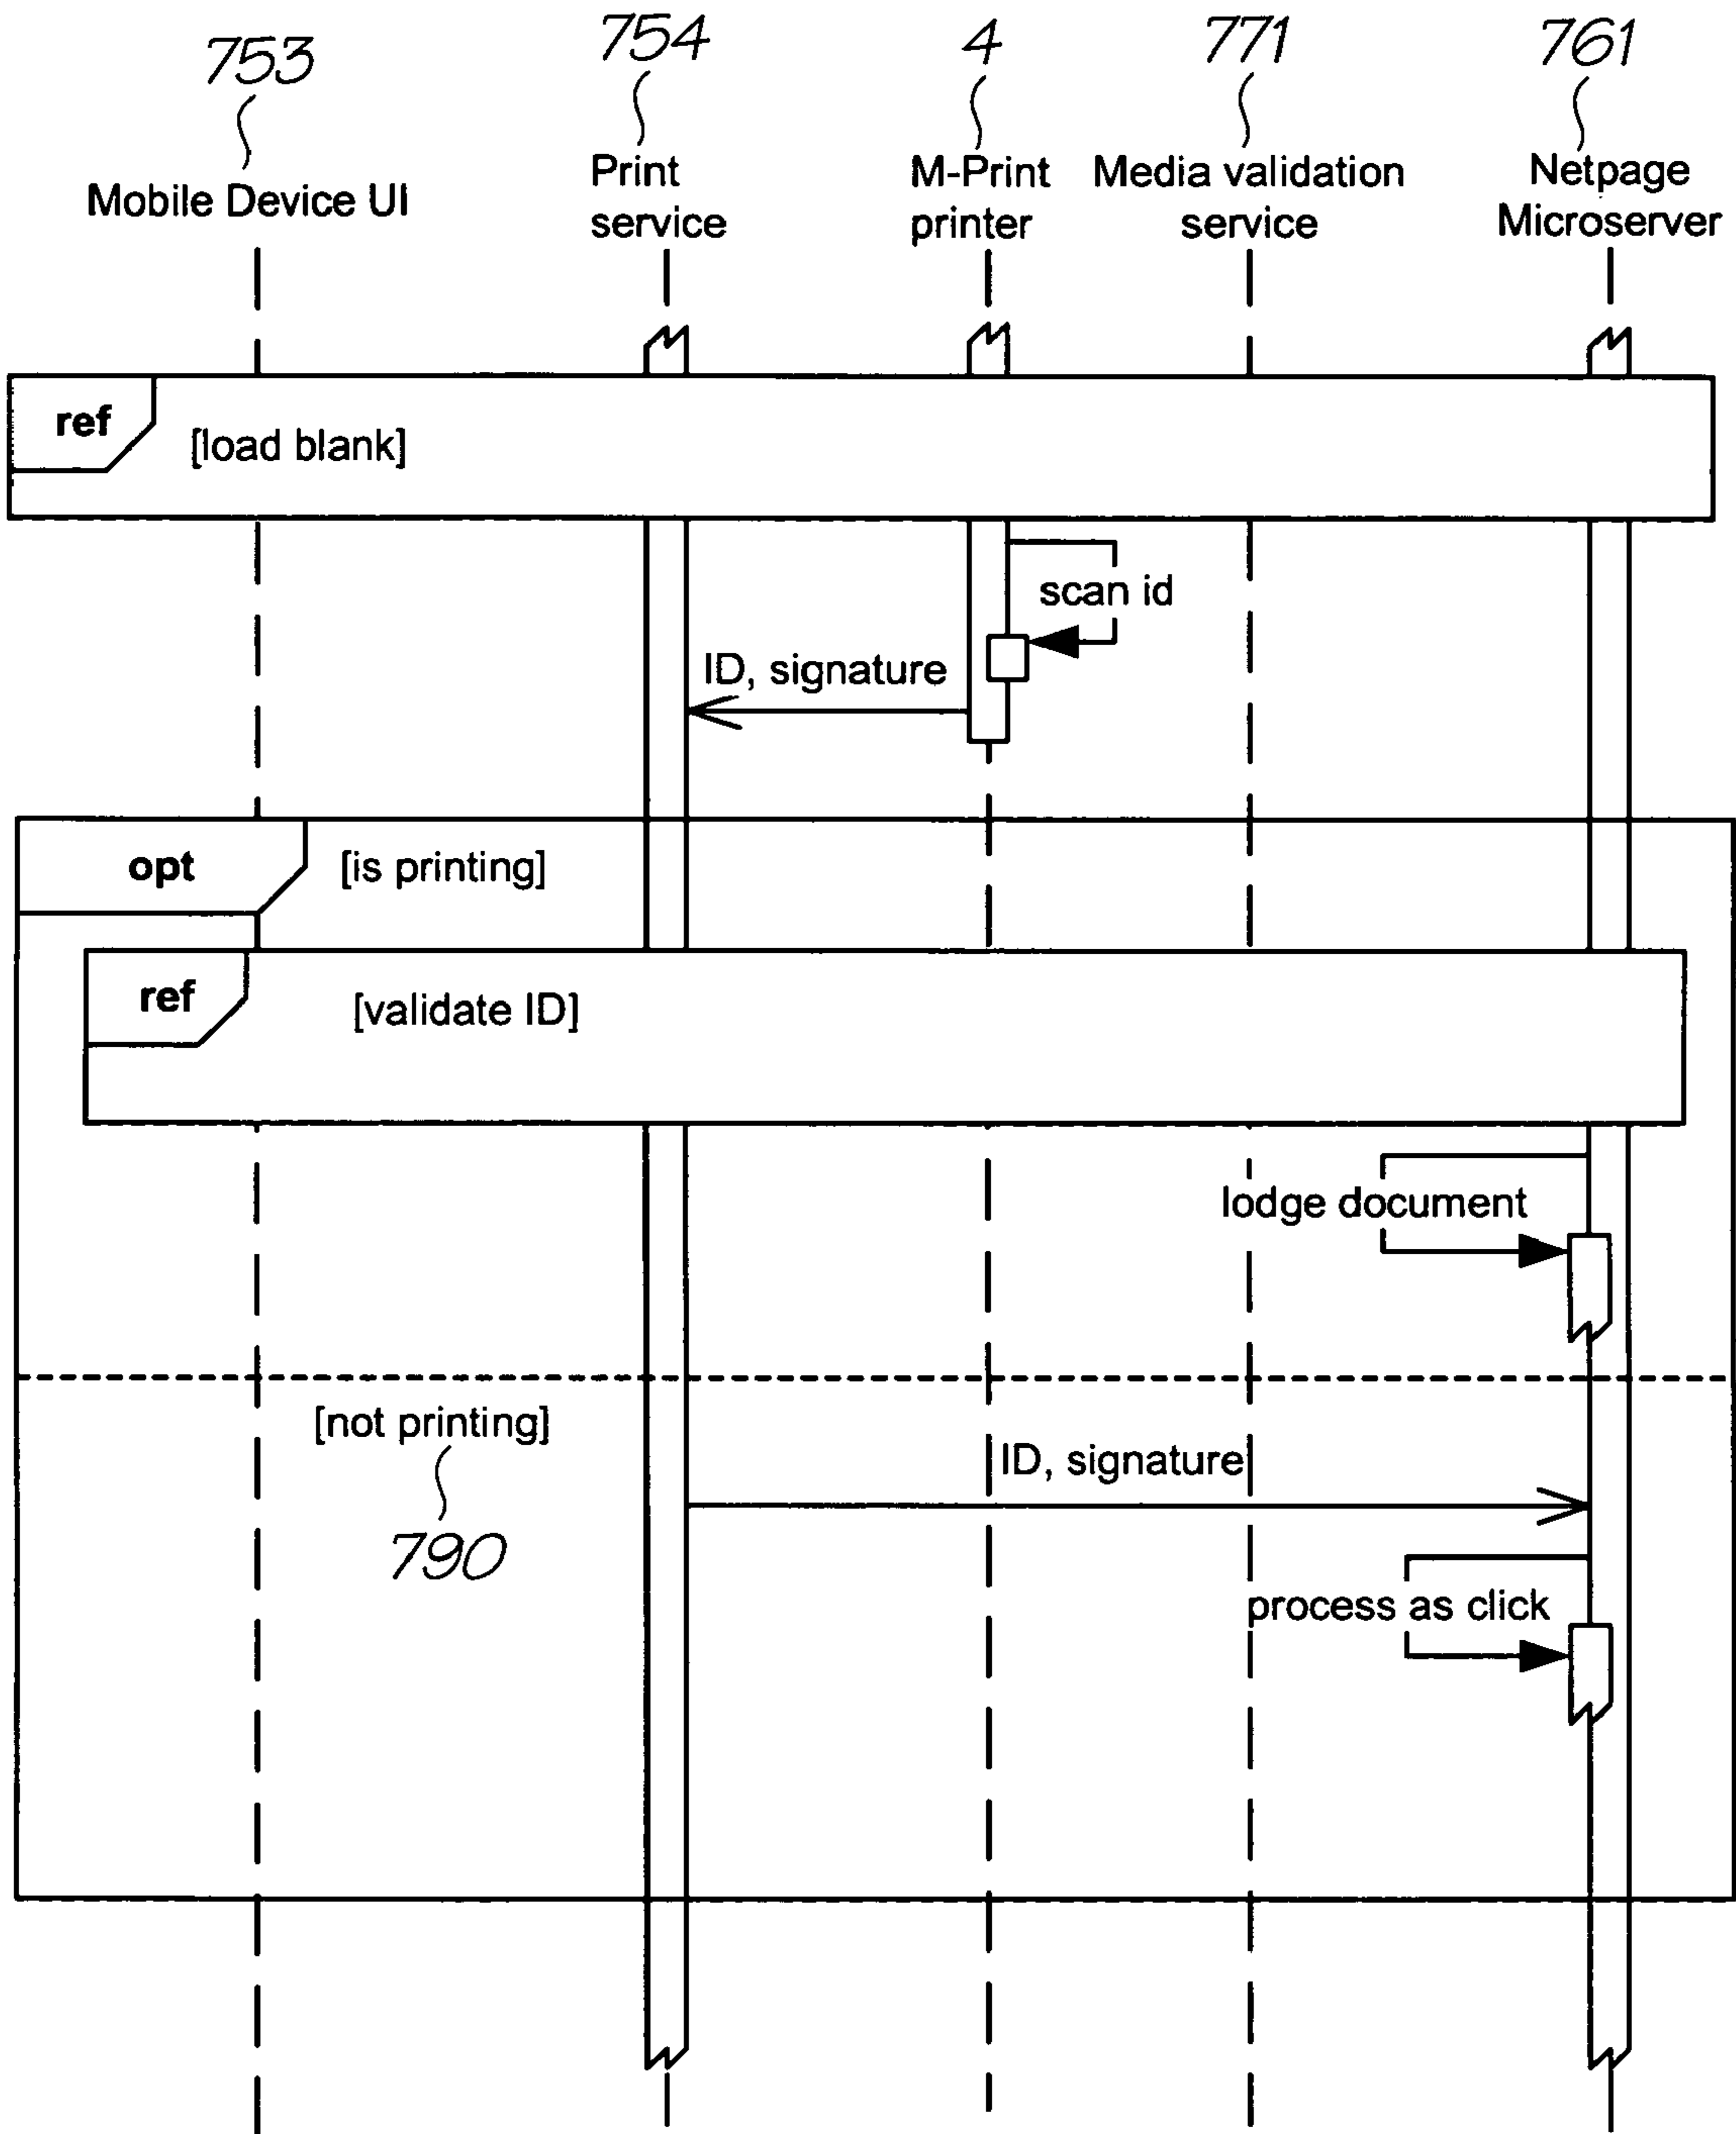 753
754
4
771
761
Mobile Device UI
Print
service
M-Print
printer
Media validation
service
Netpage
Microserver
ref
[load blank]
scan id
ID, signature
opt
[is printing]
ref
[validate ID]
lodge document
[not printing]
790
ID, signature
process as click